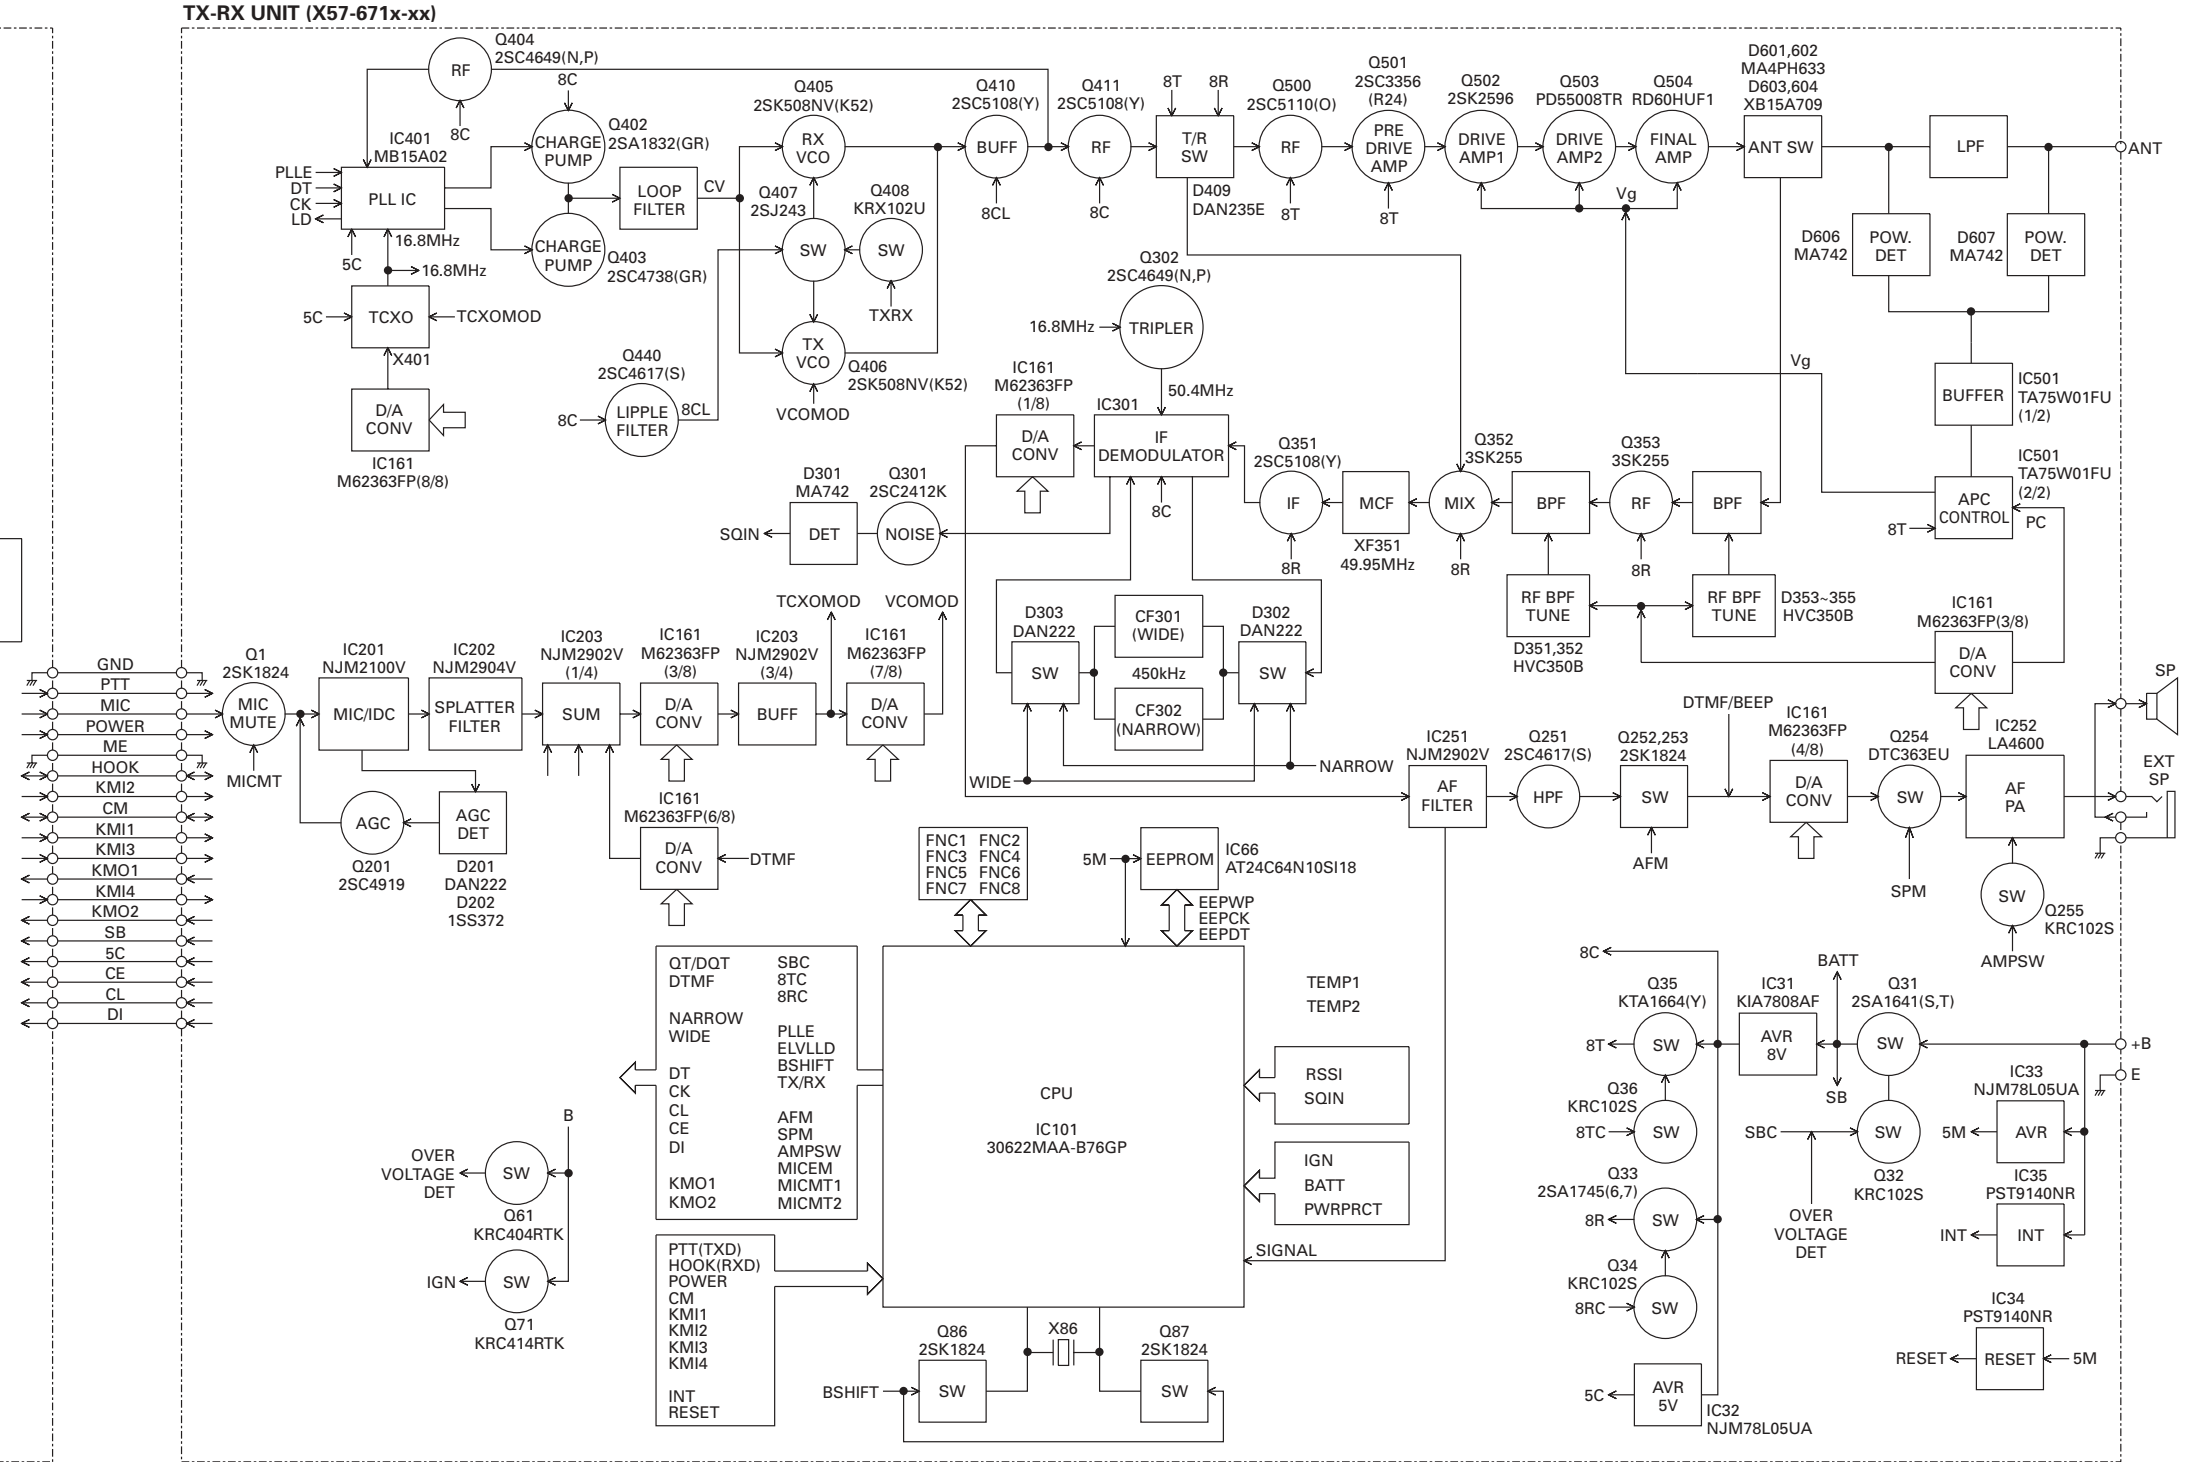 TX-RX UNIT (X57-671x-xx)
Q404
2SC4649(N,P)
RF
8C
8C
IC401
MB15A02
PLL IC
PLLE
DT
CK
LD
5C
16.8MHz
16.8MHz
5C
TCXO
TCXOMOD
X401
D/A
CONV
IC161
M62363FP(8/8)
CHARGE
PUMP
Q402
2SA1832(GR)
CHARGE
PUMP
Q403
2SC4738(GR)
LOOP
FILTER
CV
Q405
2SK508NV(K52)
RX
VCO
Q407
2SJ243
SW
Q408
KRX102U
SW
TXRX
TX
VCO
Q406
2SK508NV(K52)
VCOMOD
Q440
2SC4617(S)
8C
LIPPLE
FILTER
8CL
Q410
2SC5108(Y)
BUFF
8CL
Q411
2SC5108(Y)
RF
8C
8T
8R
T/R
SW
D409
DAN235E
Q500
2SC5110(O)
RF
8T
Q501
2SC3356
(R24)
PRE
DRIVE
AMP
8T
Q502
2SK2596
DRIVE
AMP1
Q503
PD55008TR
DRIVE
AMP2
Q504
RD60HUF1
FINAL
AMP
Vg
D601,602
MA4PH633
D603,604
XB15A709
ANT SW
LPF
ANT
D606
MA742
POW.
DET
D607
MA742
POW.
DET
Vg
BUFFER
IC501
TA75W01FU
(1/2)
IC501
TA75W01FU
(2/2)
APC
CONTROL
PC
8T
Q302
2SC4649(N,P)
16.8MHz
TRIPLER
50.4MHz
IC161
M62363FP
(1/8)
D/A
CONV
IC301
IF
DEMODULATOR
8C
Q351
2SC5108(Y)
IF
8R
MCF
XF351
49.95MHz
Q352
3SK255
MIX
8R
BPF
Q353
3SK255
RF
8R
BPF
RF BPF
TUNE
D351,352
HVC350B
RF BPF
TUNE
D353~355
HVC350B
IC161
M62363FP(3/8)
D/A
CONV
D301
MA742
SQIN
DET
Q301
2SC2412K
NOISE
D303
DAN222
SW
CF301
(WIDE)
450kHz
CF302
(NARROW)
D302
DAN222
SW
WIDE
NARROW
GND
PTT
MIC
POWER
ME
HOOK
KMI2
CM
KMI1
KMI3
KMO1
KMI4
KMO2
SB
5C
CE
CL
DI
Q1
2SK1824
MIC
MUTE
MICMT
IC201
NJM2100V
MIC/IDC
IC202
NJM2904V
SPLATTER
FILTER
IC203
NJM2902V
(1/4)
SUM
IC161
M62363FP
(3/8)
D/A
CONV
IC203
NJM2902V
(3/4)
BUFF
TCXOMOD
IC161
M62363FP
(7/8)
D/A
CONV
VCOMOD
AGC
Q201
2SC4919
AGC
DET
D201
DAN222
D202
1SS372
IC161
M62363FP(6/8)
D/A
CONV
DTMF
IC251
NJM2902V
AF
FILTER
Q251
2SC4617(S)
HPF
Q252,253
2SK1824
SW
AFM
DTMF/BEEP
IC161
M62363FP
(4/8)
D/A
CONV
Q254
DTC363EU
SW
SPM
IC252
LA4600
AF
PA
SW
Q255
KRC102S
AMPSW
SP
EXT
SP
FNC1 FNC2
FNC3 FNC4
FNC5 FNC6
FNC7 FNC8
5M
EEPROM
IC66
AT24C64N10SI18
EEPWP
EEPCK
EEPDT
QT/DQT
DTMF
NARROW
WIDE
DT
CK
CL
CE
DI
KMO1
KMO2
SBC
8TC
8RC
PLLE
ELVLLD
BSHIFT
TX/RX
AFM
SPM
AMPSW
MICEM
MICMT1
MICMT2
CPU
IC101
30622MAA-B76GP
TEMP1
TEMP2
RSSI
SQIN
IGN
BATT
PWRPRCT
SIGNAL
PTT(TXD)
HOOK(RXD)
POWER
CM
KMI1
KMI2
KMI3
KMI4
INT
RESET
B
OVER
VOLTAGE
DET
SW
Q61
KRC404RTK
IGN
SW
Q71
KRC414RTK
BSHIFT
Q86
2SK1824
SW
X86
Q87
2SK1824
SW
8C
Q35
KTA1664(Y)
8T
SW
Q36
KRC102S
8TC
SW
Q33
2SA1745(6,7)
8R
SW
Q34
KRC102S
8RC
SW
5C
AVR
5V
IC32
NJM78L05UA
IC31
KIA7808AF
AVR
8V
BATT
SB
Q31
2SA1641(S,T)
SW
SBC
SW
Q32
KRC102S
OVER
VOLTAGE
DET
+B
E
IC33
NJM78L05UA
5M
AVR
IC35
PST9140NR
INT
INT
IC34
PST9140NR
RESET
RESET
5M